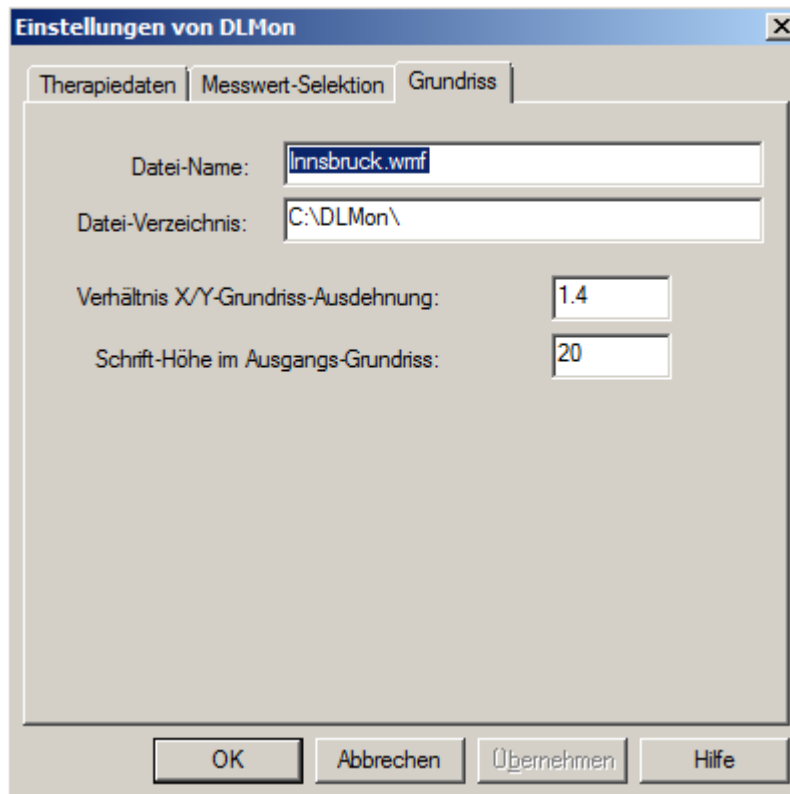 Einstellungen von DLMon
Therapiedaten Messwert-Selektion Grundriss
Datei-Name: Innsbruck.wmf
Datei-Verzeichnis: C:\DLMon\
Verhältnis X/Y-Grundriss-Ausdehnung: 1.4
Schrift-Höhe im Ausgangs-Grundriss: 20
OK Abbrechen Übernehmen Hilfe